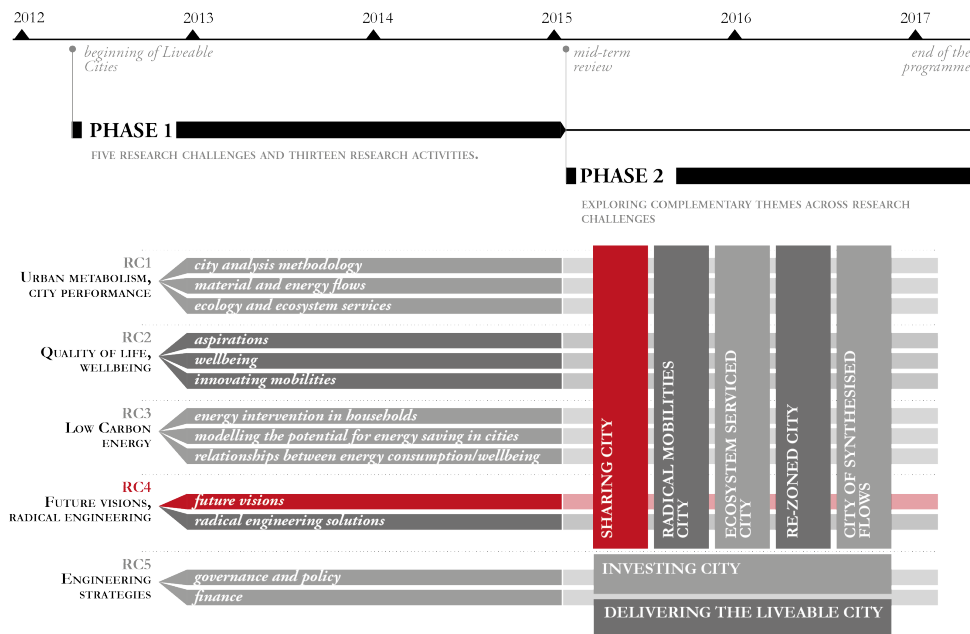 2012 2013 2014 2015 2016 2017
beginning of Liveable
Cities
mid-term
review
end of the
programme
PHASE 1
FIVE RESEARCH CHALLENGES AND THIRTEEN RESEARCH ACTIVITIES.
PHASE 2
EXPLORING COMPLEMENTARY THEMES ACROSS RESEARCH
CHALLENGES
RC1
URBAN METABOLISM,
CITY PERFORMANCE
city analysis methodology
material and energy flows
ecology and ecosystem services
RC2
QUALITY OF LIFE,
WELLBEING
aspirations
wellbeing
innovating mobilities
RC3
LOW CARBON
ENERGY
energy intervention in households
modelling the potential for energy saving in cities
relationships between energy consumption/wellbeing
RC4
FUTURE VISIONS,
RADICAL ENGINEERING
future visions
radical engineering solutions
RC5
ENGINEERING
STRATEGIES
governance and policy
finance
SHARING CITY
RADICAL MOBILITIES
CITY
ECOSYSTEM SERVICED
CITY
RE-ZONED CITY
CITY OF SYNTHESISED
FLOWS
INVESTING CITY
DELIVERING THE LIVEABLE CITY